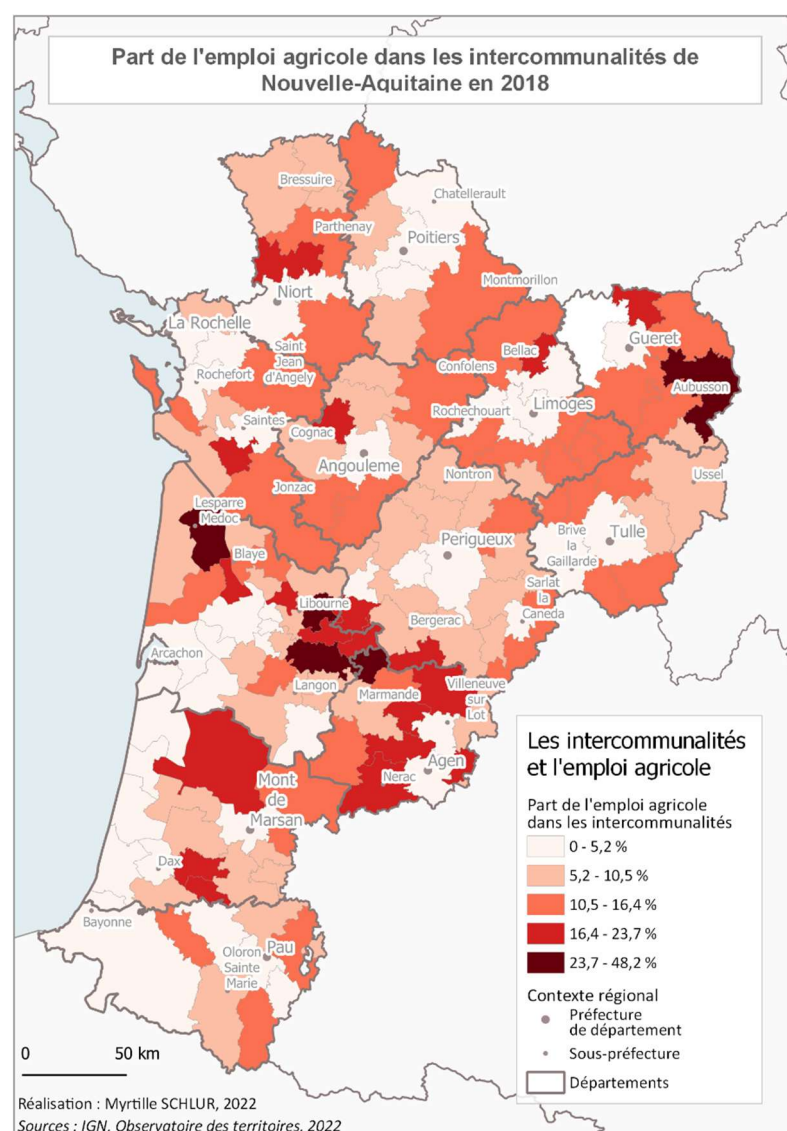 Part de l'emploi agricole dans les intercommunalités de
Nouvelle-Aquitaine en 2018
Bressuire
Chatellerault
Parthenay
Poitiers
Montmorillon
Niort
La Rochelle
Gueret
Saint
Jean
d'Angely
Bellac
Confolens
Rochefort
Aubusson
Rochechouart
Limoges
Saintes
Cognac
Angouleme
Nontron
Ussel
Jonzac
Lesparre
Medoc
Perigueux
Brive
la
Gaillarde
Tulle
Blaye
Sarlat
la
Caneda
Libourne
Bergerac
Arcachon
Langon
Marmande
Villeneuve
sur
Lot
Agen
Nerac
Mont
de
Marsan
Dax
Bayonne
Pau
Oloron
Sainte
Marie
Les intercommunalités
et l'emploi agricole
Part de l'emploi agricole
dans les intercommunalités
0 - 5,2 %
5,2 - 10,5 %
10,5 - 16,4 %
16,4 - 23,7 %
23,7 - 48,2 %
Contexte régional
Préfecture
de département
Sous-préfecture
Départements
0 50 km
Réalisation : Myrtille SCHLUR, 2022
Sources : IGN, Observatoire des territoires, 2022